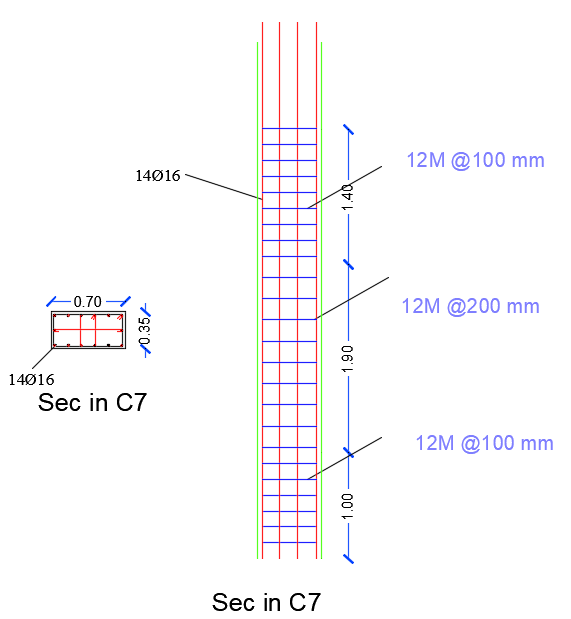 12M @100 mm
14Ø16
1.40
0.70
12M @200 mm
0.35
1.90
14Ø16
Sec in C7
12M @100 mm
1.00
Sec in C7